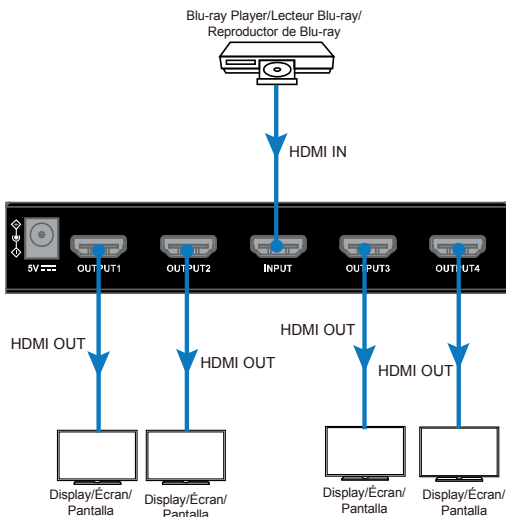 Blu-ray Player/Lecteur Blu-ray/
Reproductor de Blu-ray
HDMI IN
5V
OUTPUT1
OUTPUT2
INPUT
OUTPUT3
OUTPUT4
HDMI OUT
HDMI OUT
HDMI OUT
HDMI OUT
Display/Écran/
Pantalla
Display/Écran/
Pantalla
Display/Écran/
Pantalla
Display/Écran/
Pantalla